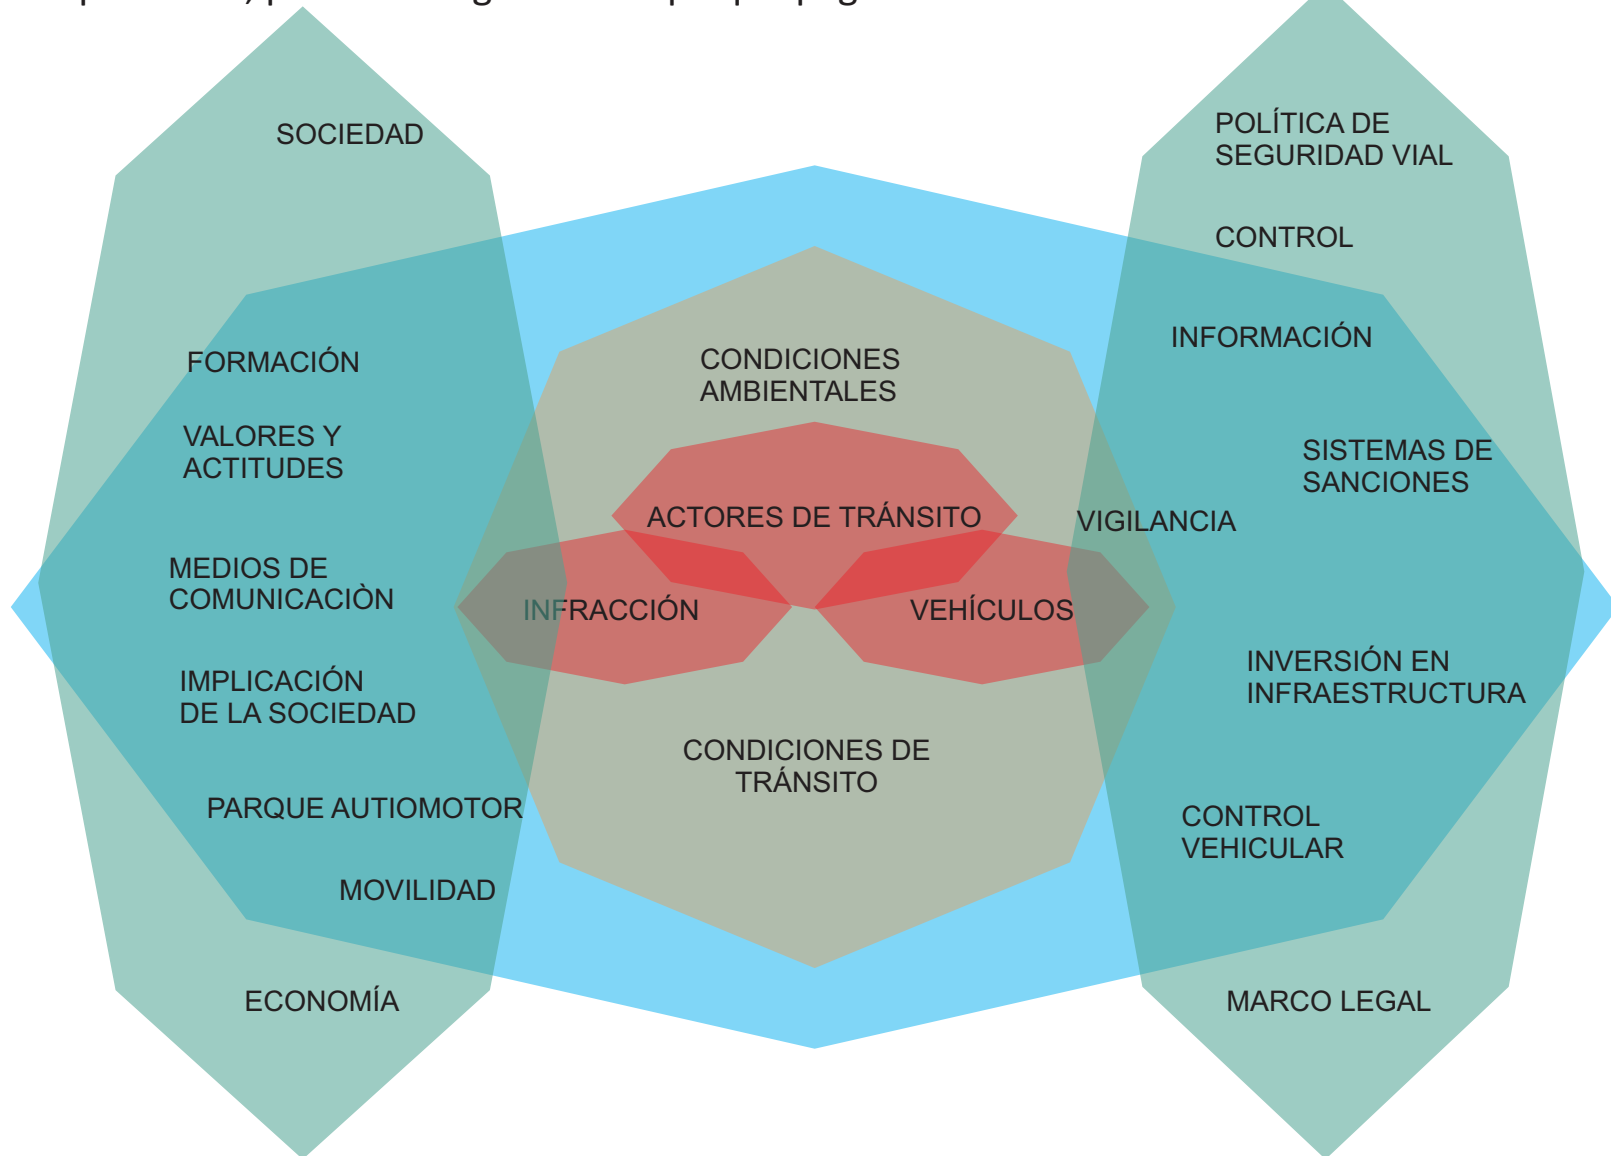 SOCIEDAD
FORMACIÓN
VALORES Y
ACTITUDES
MEDIOS DE
COMUNICACÒN
IMPLICACIÓN
DE LA SOCIEDAD
PARQUE AUTIOMOTOR
MOVILIDAD
ECONOMÍA
CONDICIONES
AMBIENTALES
ACTORES DE TRÁNSITO
INFRACCIÓN
VEHÍCULOS
CONDICIONES DE
TRÁNSITO
POLÍTICA DE
SEGURIDAD VIAL
CONTROL
INFORMACIÓN
SISTEMAS DE
SANCIONES
VIGILANCIA
INVERSIÓN EN
INFRAESTRUCTURA
CONTROL
VEHICULAR
MARCO LEGAL